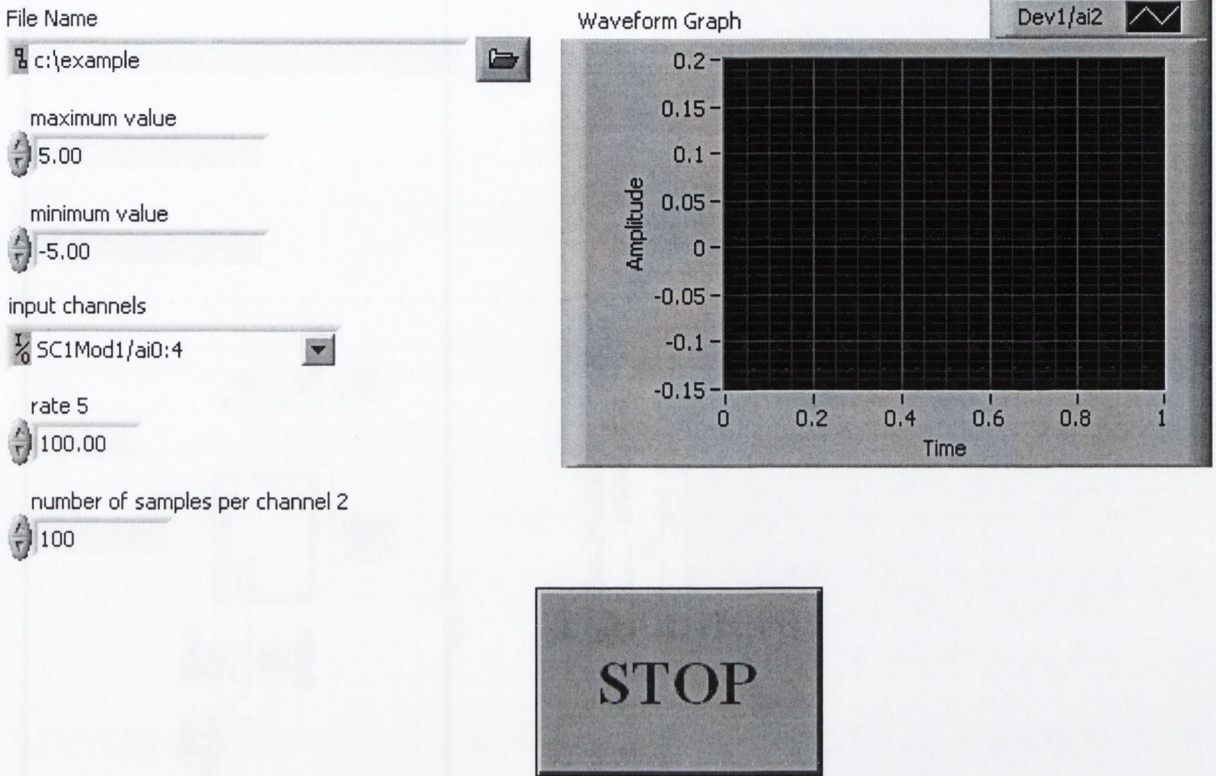 File Name
c:\example
maximum value
5.00
minimum value
-5.00
input channels
I/O SC1Mod1/ai0:4
rate 5
100.00
number of samples per channel 2
100
Waveform Graph
Dev1/ai2
Amplitude
0.2
0.15
0.1
0.05
0
-0.05
-0.1
-0.15
0 0.2 0.4 0.6 0.8 1
Time
STOP